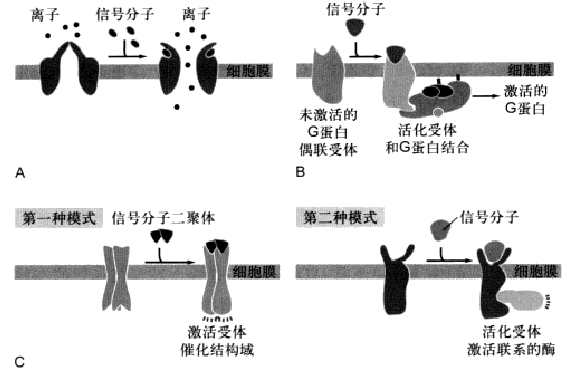 离子
信号分子
离子
细胞膜
A
信号分子
细胞膜
未激活的
G蛋白
偶联受体
活化受体
和G蛋白结合
激活的
G蛋白
B
第一种模式
信号分子二聚体
细胞膜
激活受体
催化结构域
第二种模式
信号分子
细胞膜
活化受体
激活联系的酶
C